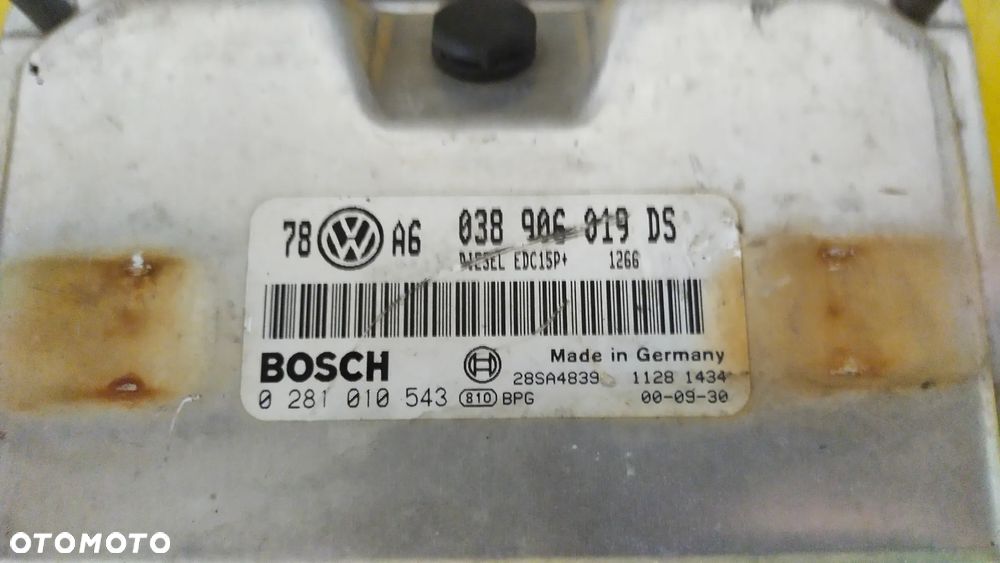 78 VW A6 038 906 019 DS
DIESEL EDC15P+ 1266
BOSCH Made in Germany
28SA4839 1128 1434
0 281 010 543 810 BPG 00-09-30
OTOMOTO